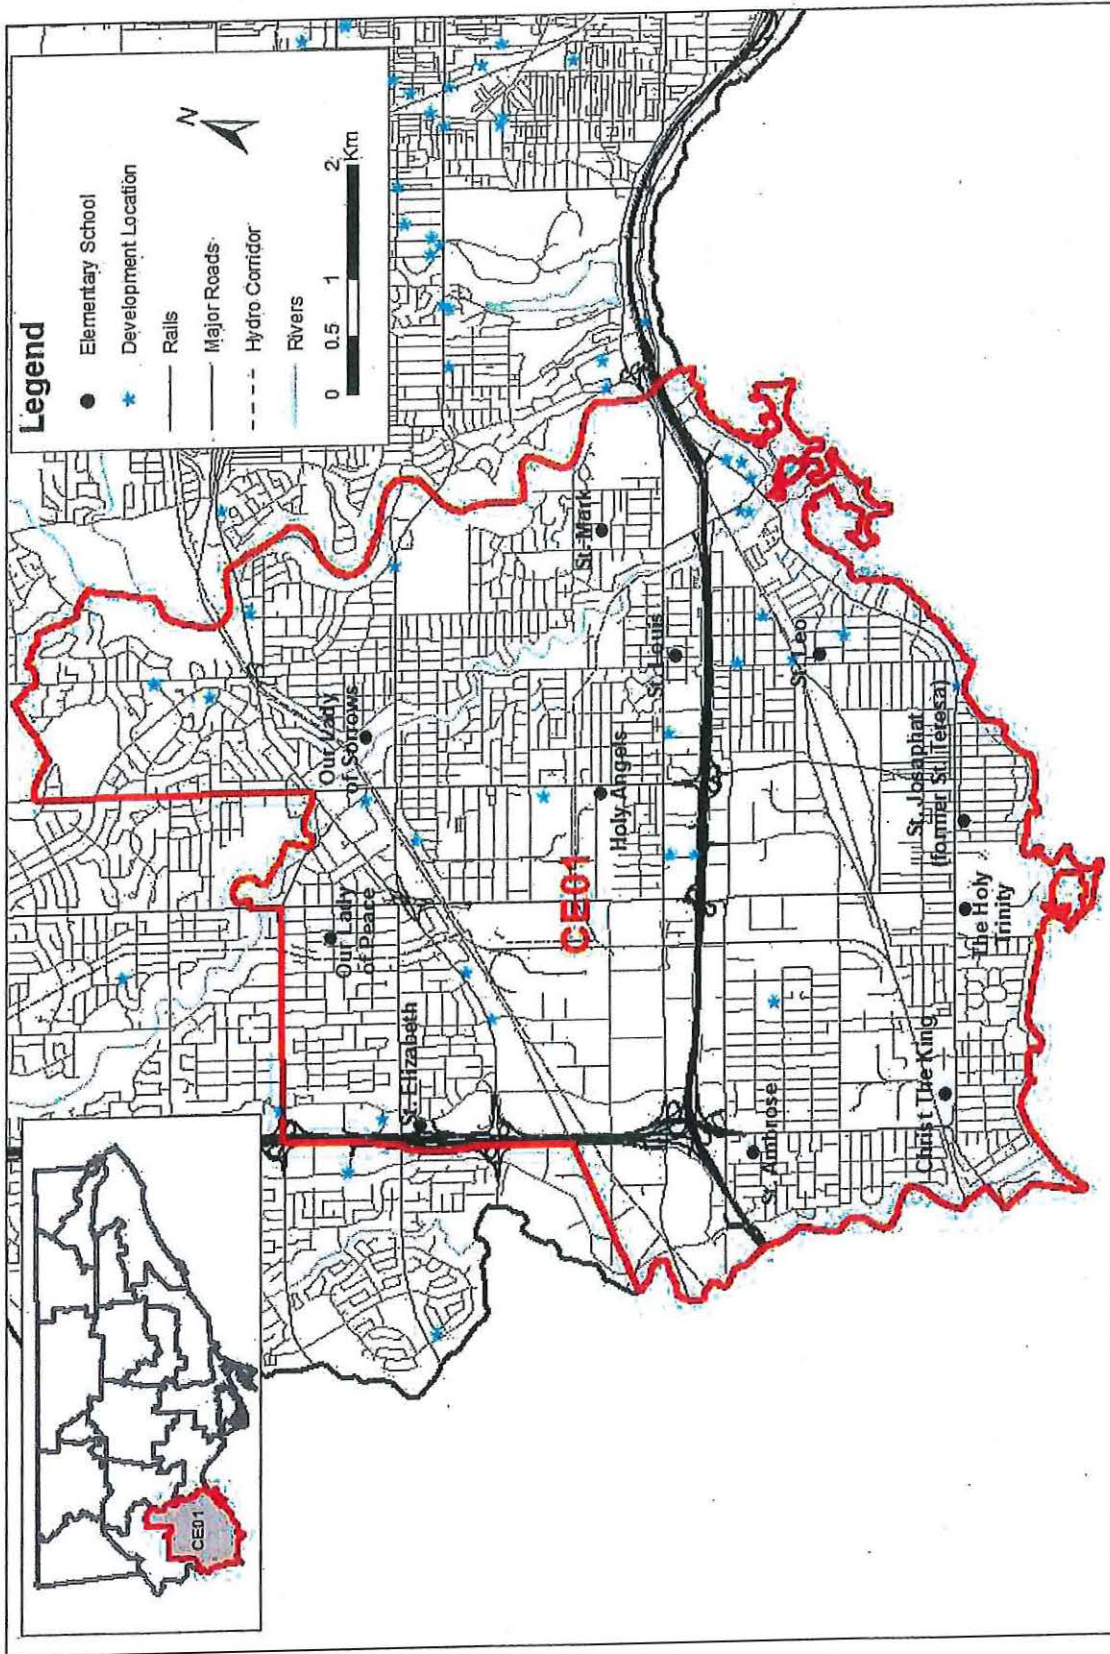 Legend
Elementary School
Development Location
Rails
Major Roads
Hydro Corridor
Rivers
0 0.5 1 2
Km
N
CE01
Our Lady
of Sorrows
Our Lady
of Peace
St. Elizabeth
St. Mark
St. Louis
Holy Angels
CE01
St. Leo
St. Josaphat
(former St. Teresa)
The Holy
Trinity
Christ The King
St. Ambrose